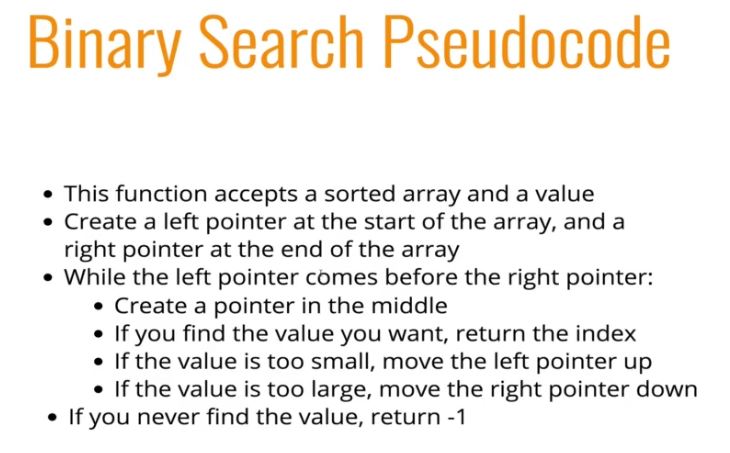 Binary Search Pseudocode
• This function accepts a sorted array and a value
• Create a left pointer at the start of the array, and a
right pointer at the end of the array
• While the left pointer comes before the right pointer:
• Create a pointer in the middle
• If you find the value you want, return the index
• If the value is too small, move the left pointer up
• If the value is too large, move the right pointer down
• If you never find the value, return -1